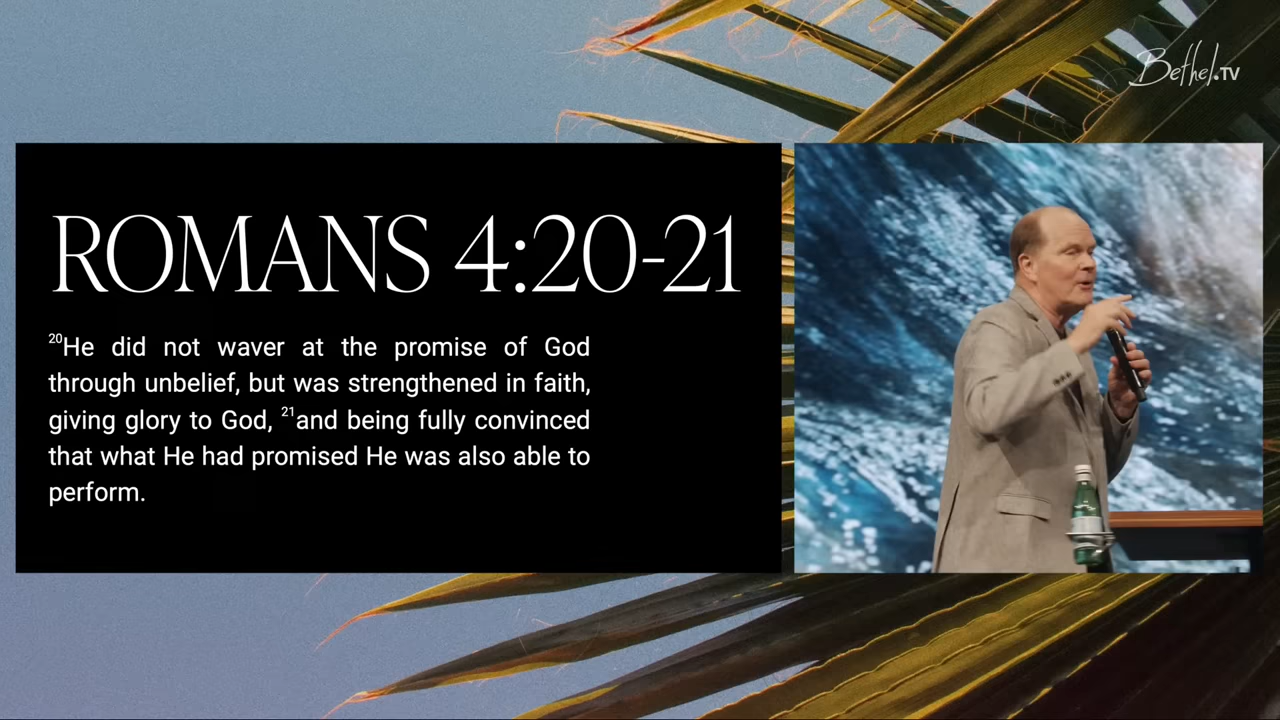 Bethel.TV
ROMANS 4:20-21
20He did not waver at the promise of God
through unbelief, but was strengthened in faith,
giving glory to God, 21and being fully convinced
that what He had promised He was also able to
perform.